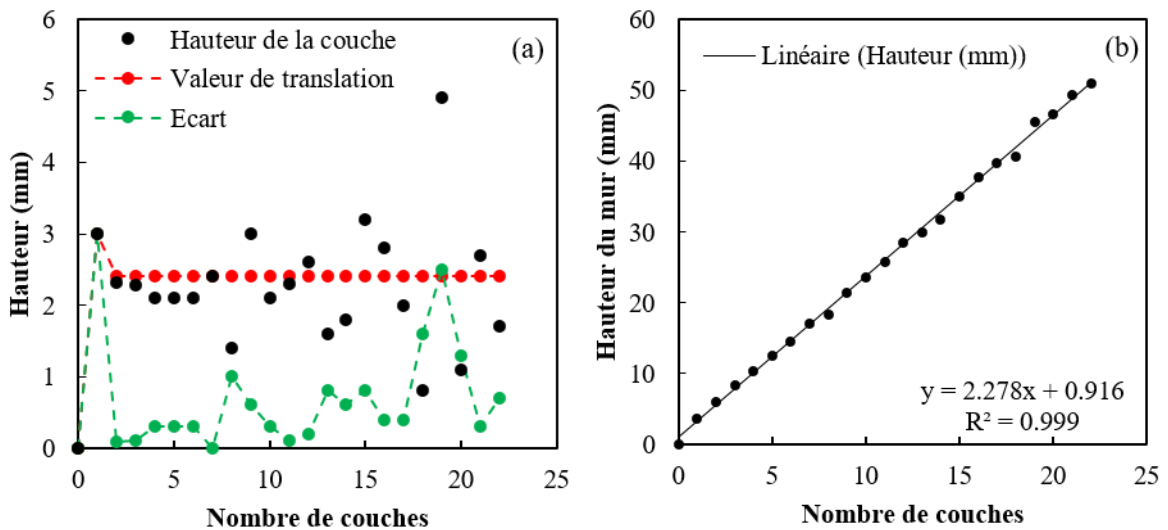 (a)
Hauteur de la couche
Valeur de translation
Ecart
Hauteur (mm)
6
5
4
3
2
1
0
0
5
10
15
20
25
Nombre de couches
(b)
Linéaire (Hauteur (mm))
Hauteur du mur (mm)
60
50
40
30
20
10
0
y = 2.278x + 0.916
R² = 0.999
0
5
10
15
20
25
Nombre de couches